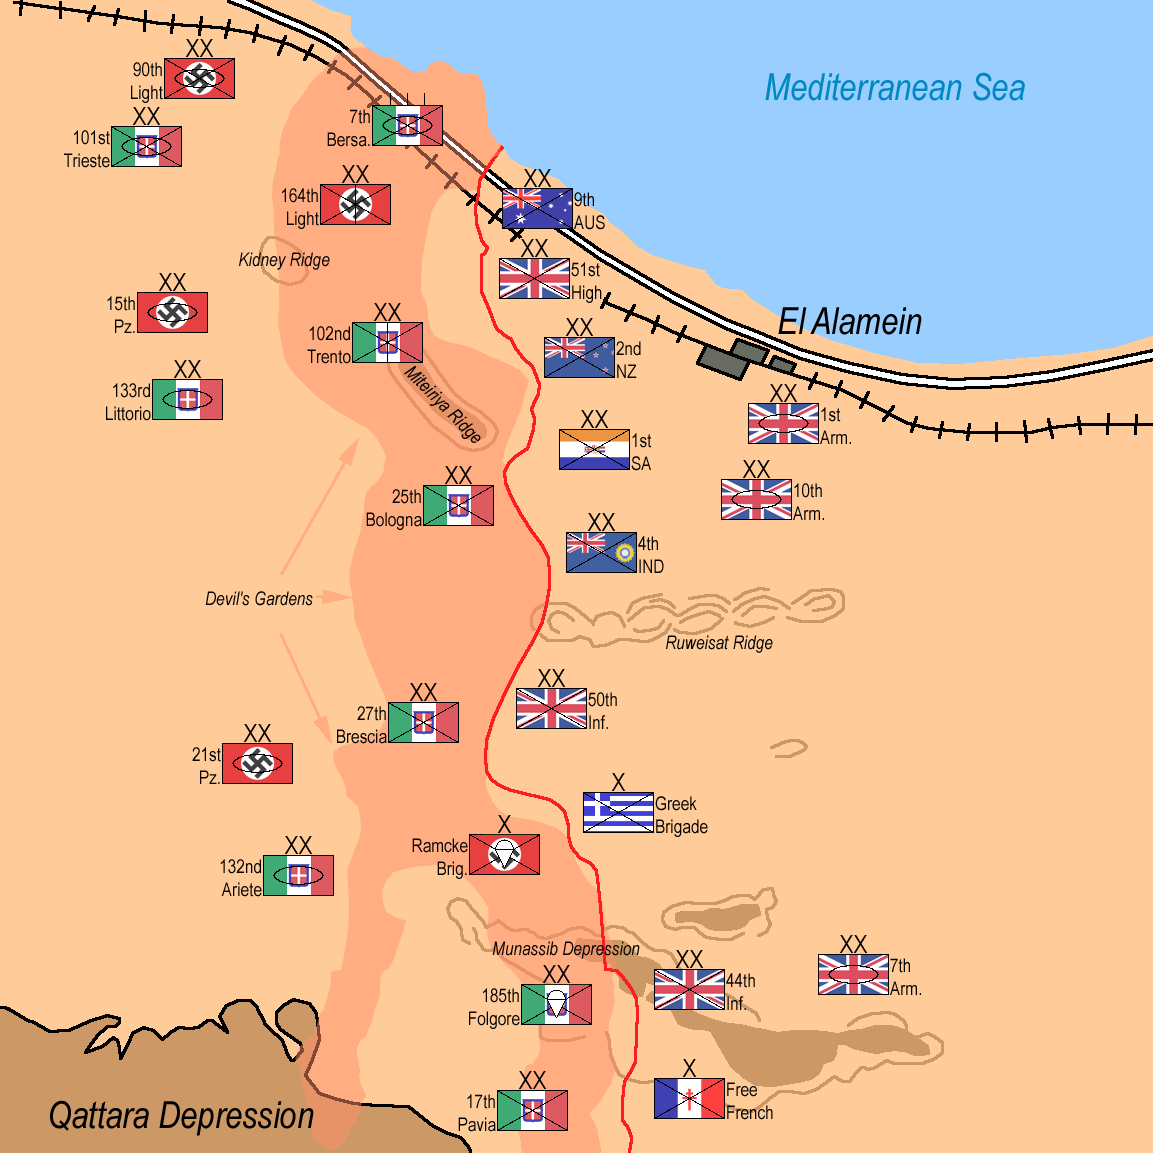 XX
90th
Light
XX
101st
Trieste
III
7th
Bersa.
Mediterranean Sea
XX
164th
Light
XX
9th
AUS
Kidney Ridge
XX
51st
High.
XX
15th
Pz.
XX
102nd
Trento
XX
2nd
NZ
El Alamein
XX
133rd
Littorio
Miteiriya Ridge
XX
1st
SA
XX
1st
Arm.
XX
25th
Bologna
XX
10th
Arm.
XX
4th
IND
Devil's Gardens
Ruweisat Ridge
XX
27th
Brescia
XX
50th
Inf.
XX
21st
Pz.
X
Greek
Brigade
X
Ramcke
Brig.
XX
132nd
Ariete
Munassib Depression
XX
185th
Folgore
XX
44th
Inf.
XX
7th
Arm.
Qattara Depression
XX
17th
Pavia
X
Free
French